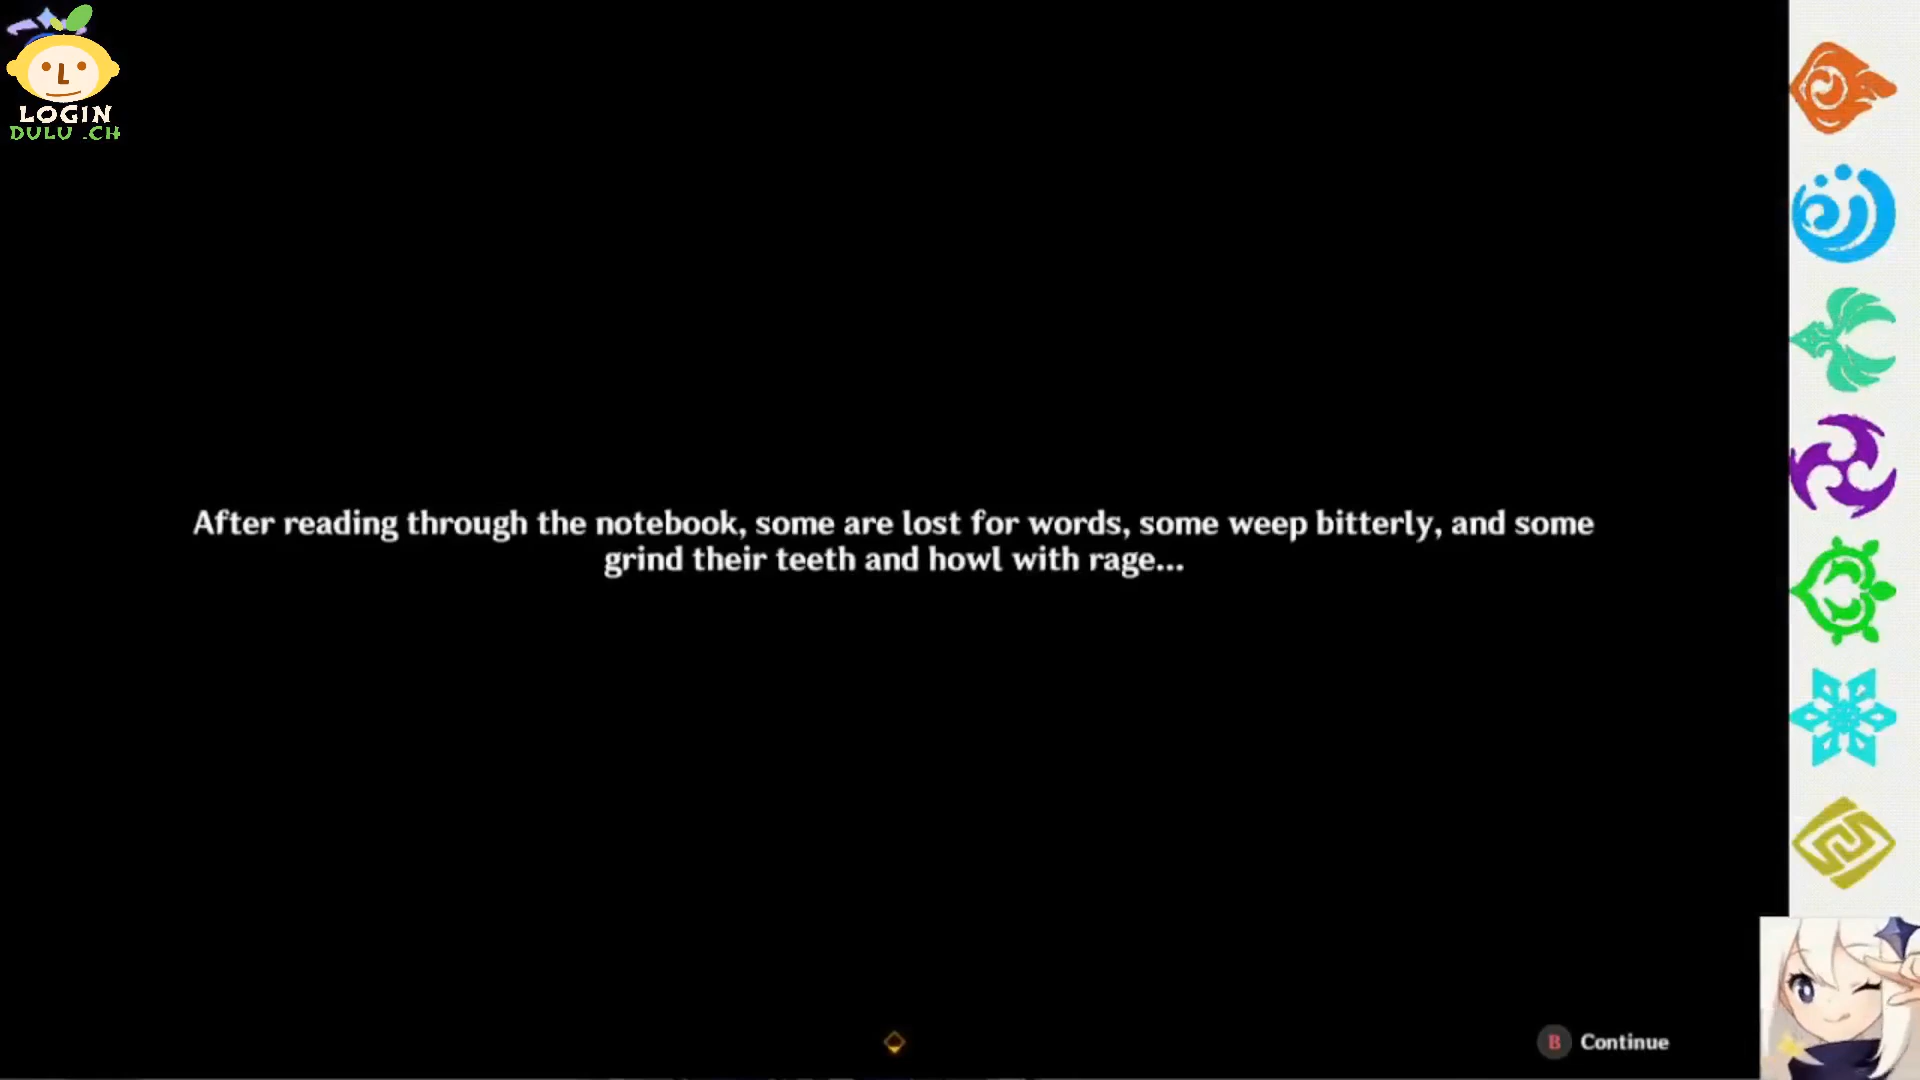 L
LOGIN
DULU .CH
After reading through the notebook, some are lost for words, some weep bitterly, and some
grind their teeth and howl with rage...
B Continue